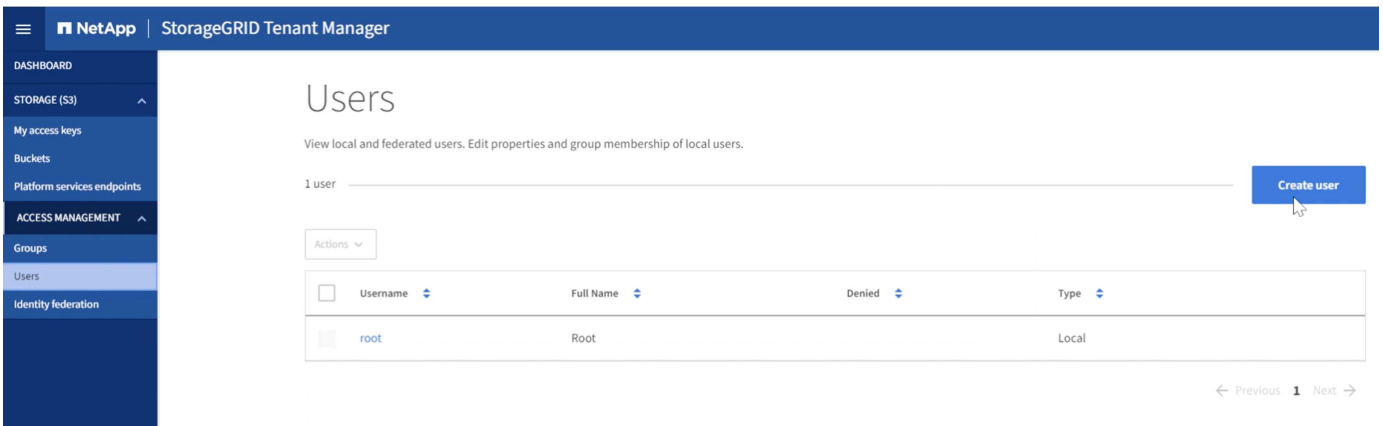 NetApp StorageGRID Tenant Manager
DASHBOARD
STORAGE (S3)
My access keys
Buckets
Platform services endpoints
ACCESS MANAGEMENT
Groups
Users
Identity federation
Users
View local and federated users. Edit properties and group membership of local users.
1 user
Create user
Actions
Username Full Name Denied Type
root Root Local
Previous 1 Next